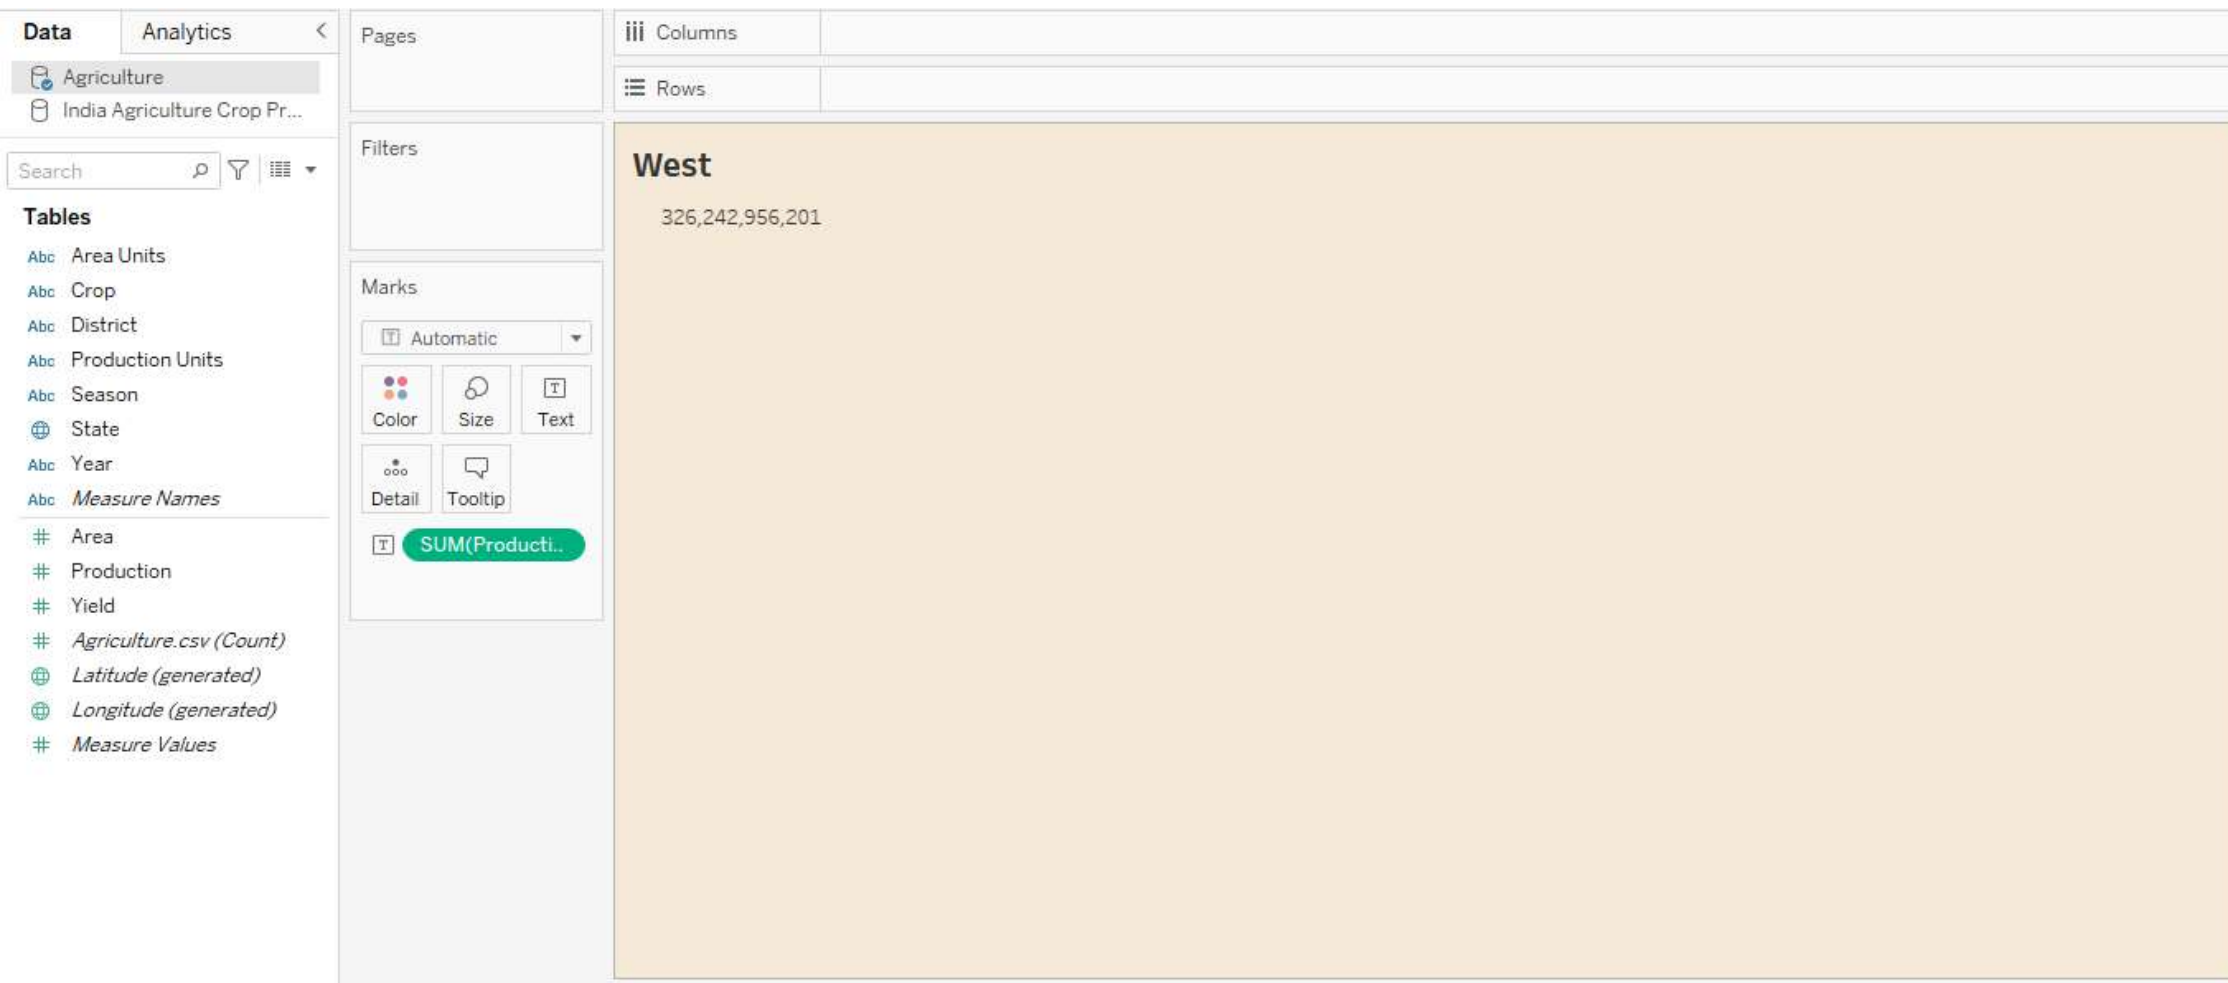 Data
Analytics
Agriculture
India Agriculture Crop Pr...
Search
Tables
Abc Area Units
Abc Crop
Abc District
Abc Production Units
Abc Season
State
Abc Year
Abc Measure Names
# Area
# Production
# Yield
# Agriculture.csv (Count)
Latitude (generated)
Longitude (generated)
# Measure Values
Pages
Filters
Marks
T Automatic
Color Size T Text
Detail Tooltip
T SUM(Producti..
iii Columns
Rows
West
326,242,956,201